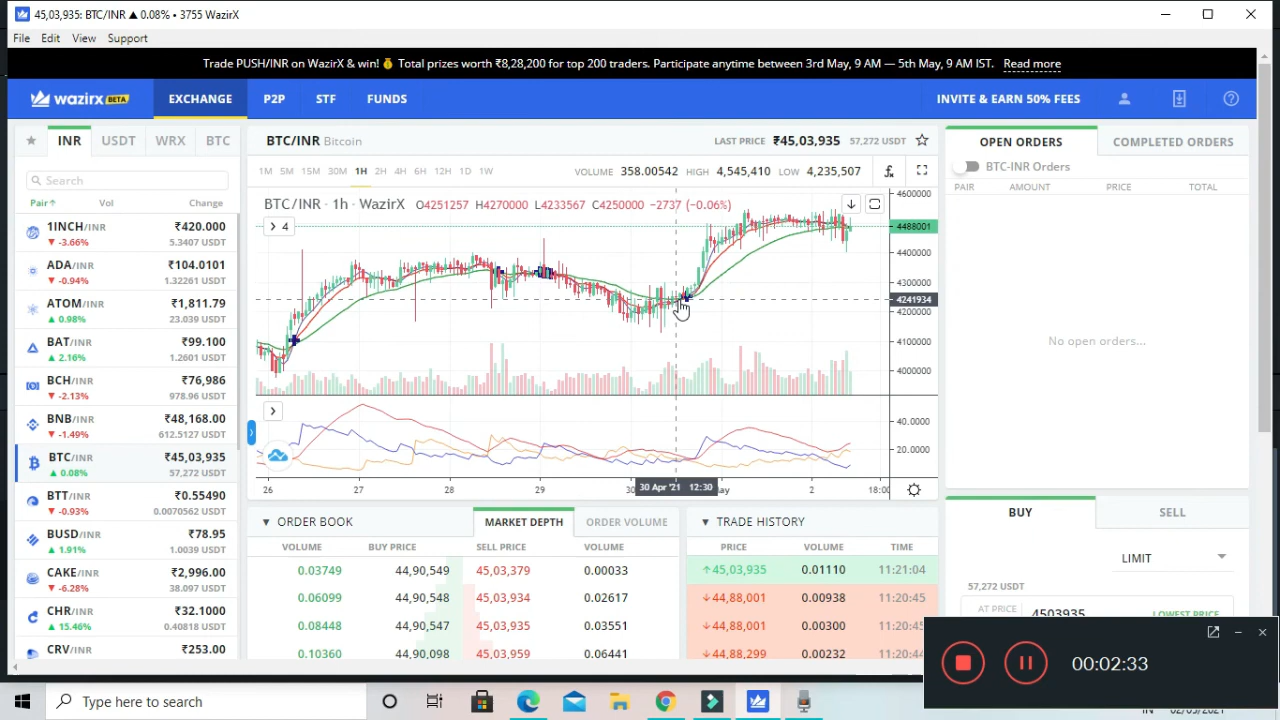 45,03,935: BTC/INR ▲ 0.08% • 3755 WazirX
File Edit View Support
Trade PUSH/INR on WazirX & win! 💰 Total prizes worth ₹8,28,200 for top 200 traders. Participate anytime between 3rd May, 9 AM — 5th May, 9 AM IST. Read more
wazirx BETA EXCHANGE P2P STF FUNDS INVITE & EARN 50% FEES
INR USDT WRX BTC
Search
Pair ↑ Vol Change
1INCH/INR ₹420.000
▼ -3.66% 5.3407 USDT
ADA/INR ₹104.0101
▼ -0.94% 1.32261 USDT
ATOM/INR ₹1,811.79
▲ 0.98% 23.039 USDT
BAT/INR ₹99.100
▲ 2.16% 1.2601 USDT
BCH/INR ₹76,986
▼ -2.13% 978.96 USDT
BNB/INR ₹48,168.00
▼ -1.49% 612.5127 USDT
BTC/INR ₹45,03,935
▲ 0.08% 57,272 USDT
BTT/INR ₹0.55490
▼ -0.93% 0.0070562 USDT
BUSD/INR ₹78.95
▲ 1.91% 1.0039 USDT
CAKE/INR ₹2,996.00
▼ -6.28% 38.097 USDT
CHR/INR ₹32.1000
▲ 15.46% 0.40818 USDT
CRV/INR ₹253.00
BTC/INR Bitcoin LAST PRICE ₹45,03,935 57,272 USDT
1M 5M 15M 30M 1H 2H 4H 6H 12H 1D 1W VOLUME 358.00542 HIGH 4,545,410 LOW 4,235,507
BTC/INR · 1h · WazirX O4251257 H4270000 L4233567 C4250000 -2737 (-0.06%)
4
4600000
4488001
4400000
4300000
4241934
4200000
4100000
4000000
40.0000
20.0000
26 27 28 29 30 Apr '21 12:30 2 18:00
▼ ORDER BOOK MARKET DEPTH ORDER VOLUME
VOLUME BUY PRICE SELL PRICE VOLUME
0.03749 44,90,549 45,03,379 0.00033
0.06099 44,90,548 45,03,934 0.02617
0.08448 44,90,547 45,03,935 0.03551
0.10360 44,90,098 45,03,959 0.06441
▼ TRADE HISTORY
PRICE VOLUME TIME
↑45,03,935 0.01110 11:21:04
↓44,88,001 0.00938 11:20:45
↓44,88,001 0.00300 11:20:45
↓44,88,299 0.00232 11:20:44
OPEN ORDERS COMPLETED ORDERS
BTC-INR Orders
PAIR AMOUNT PRICE TOTAL
No open orders...
BUY SELL
LIMIT
57,272 USDT
AT PRICE 4503935 LOWEST PRICE
00:02:33
Type here to search
IN 02/05/2021